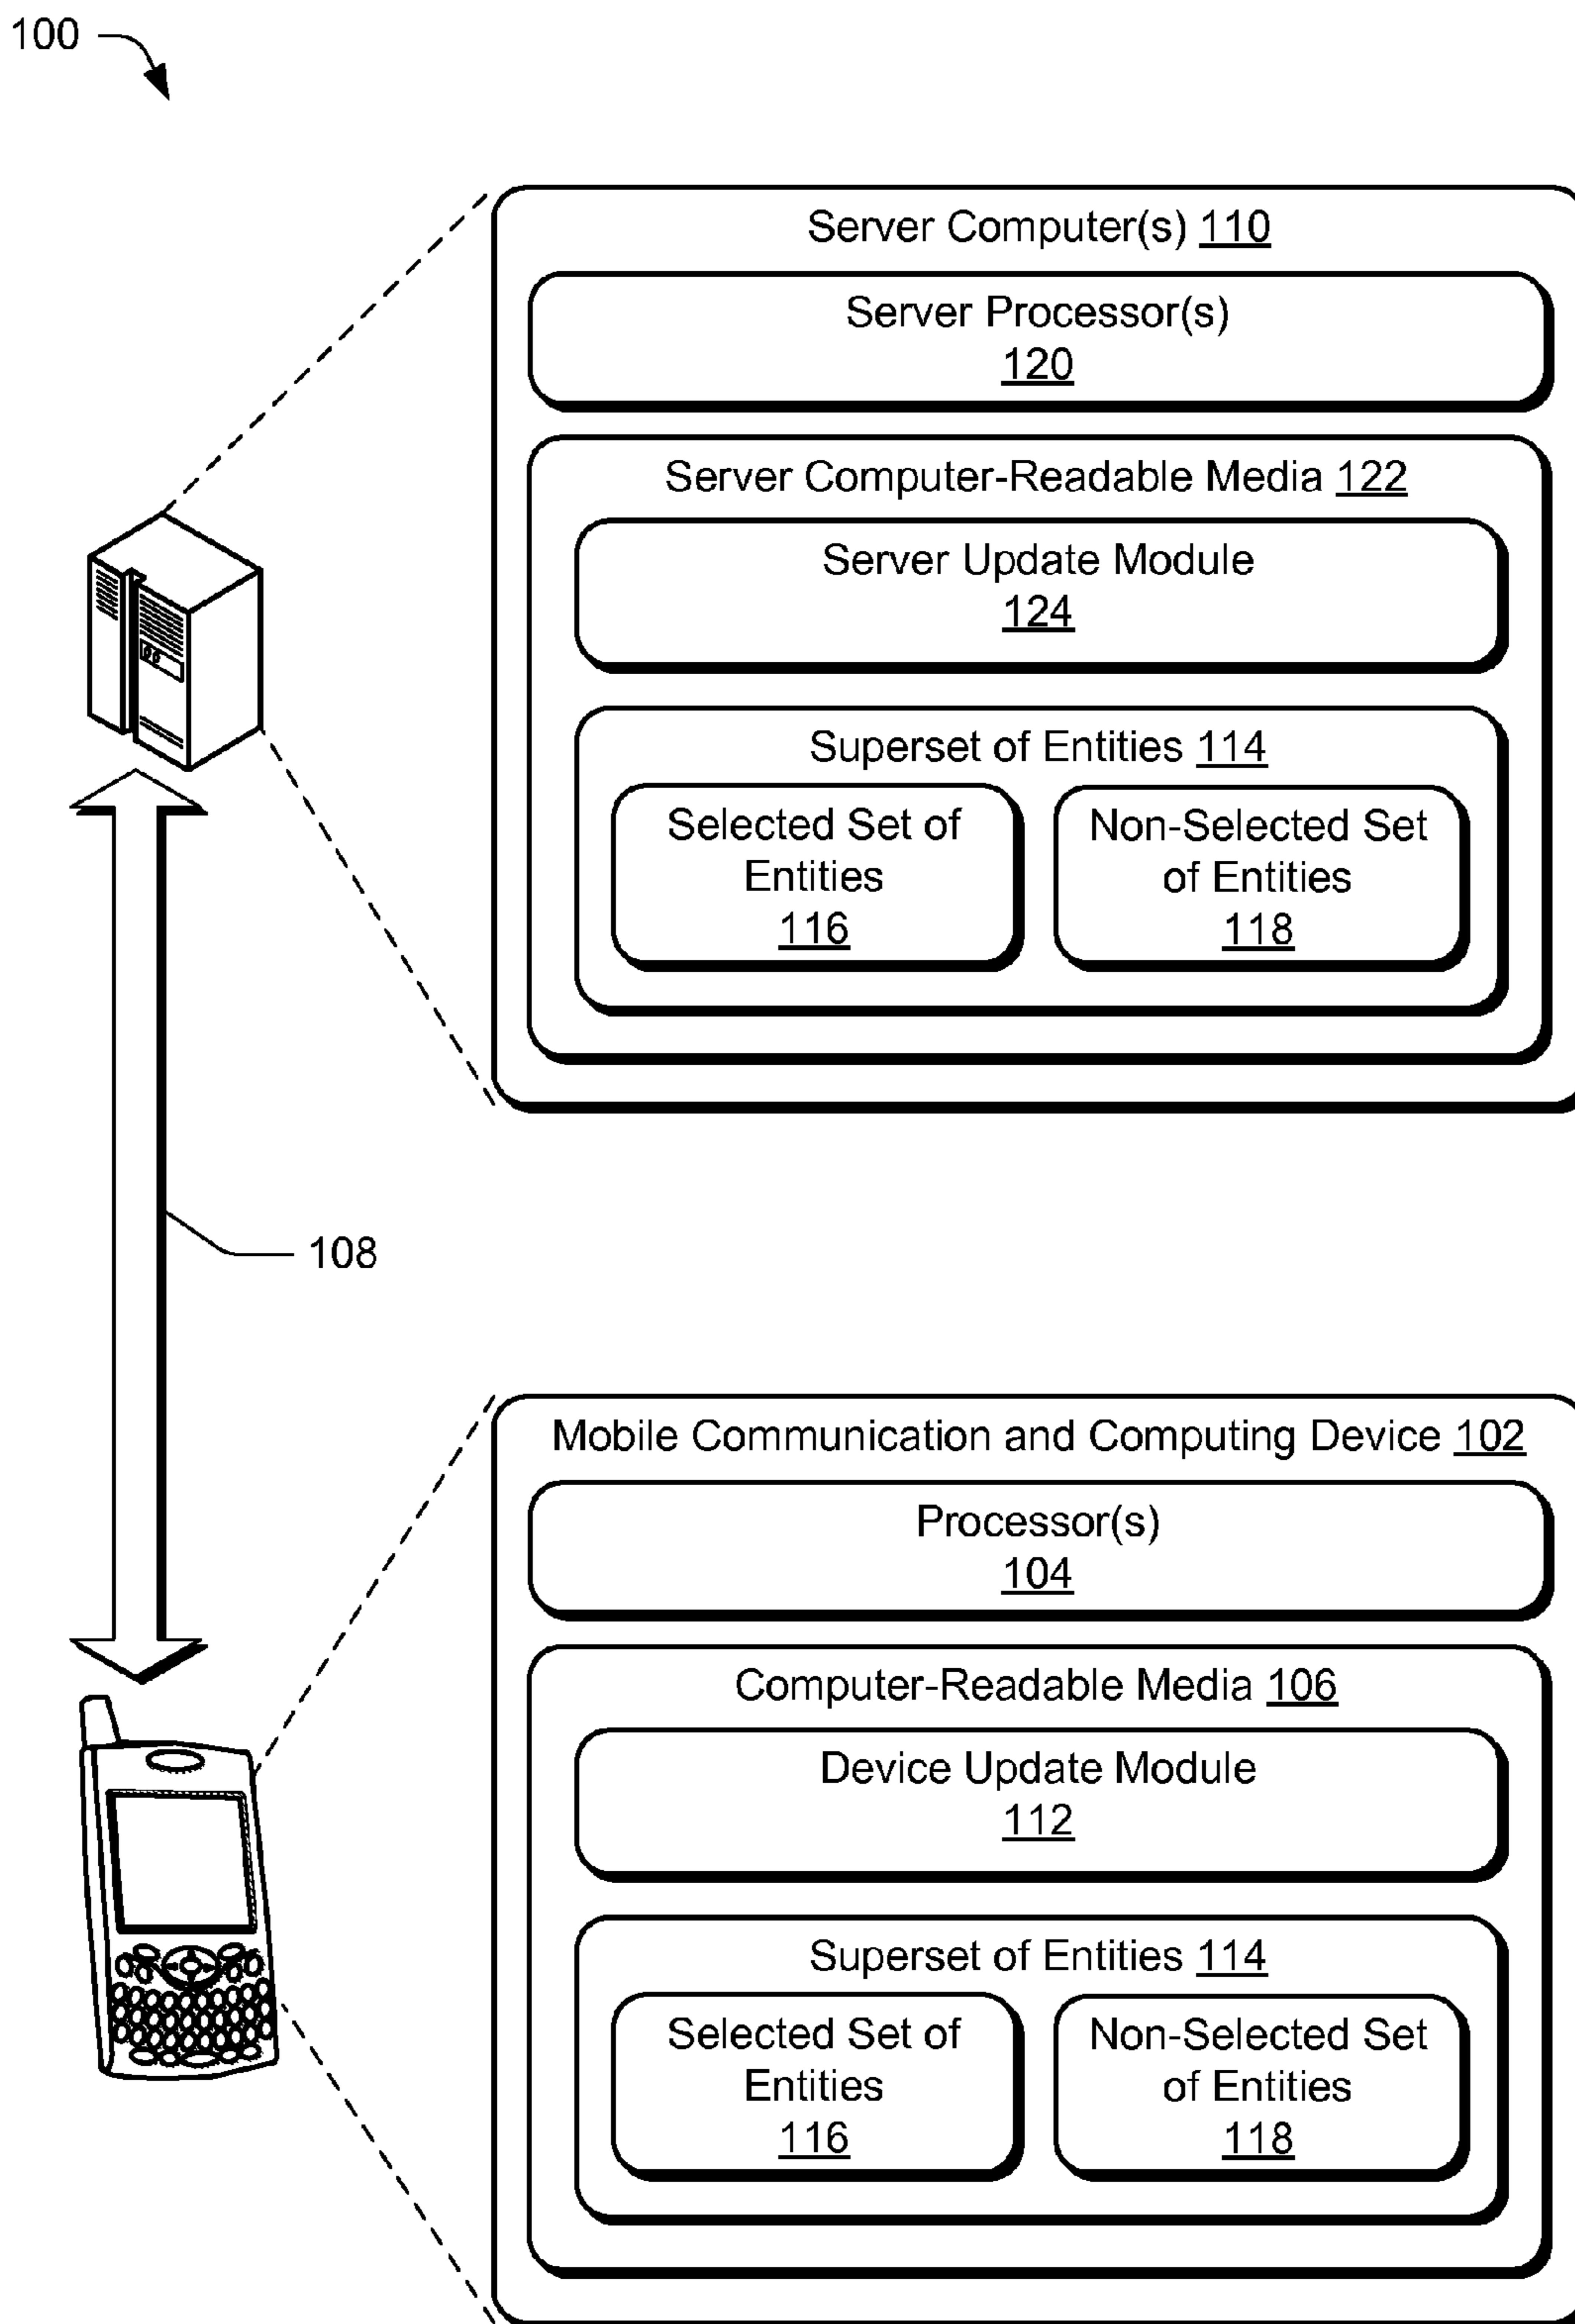 100
Server Computer(s) 110
Server Processor(s)
120
Server Computer-Readable Media 122
Server Update Module
124
Superset of Entities 114
Selected Set of
Entities
116
Non-Selected Set
of Entities
118
108
Mobile Communication and Computing Device 102
Processor(s)
104
Computer-Readable Media 106
Device Update Module
112
Superset of Entities 114
Selected Set of
Entities
116
Non-Selected Set
of Entities
118